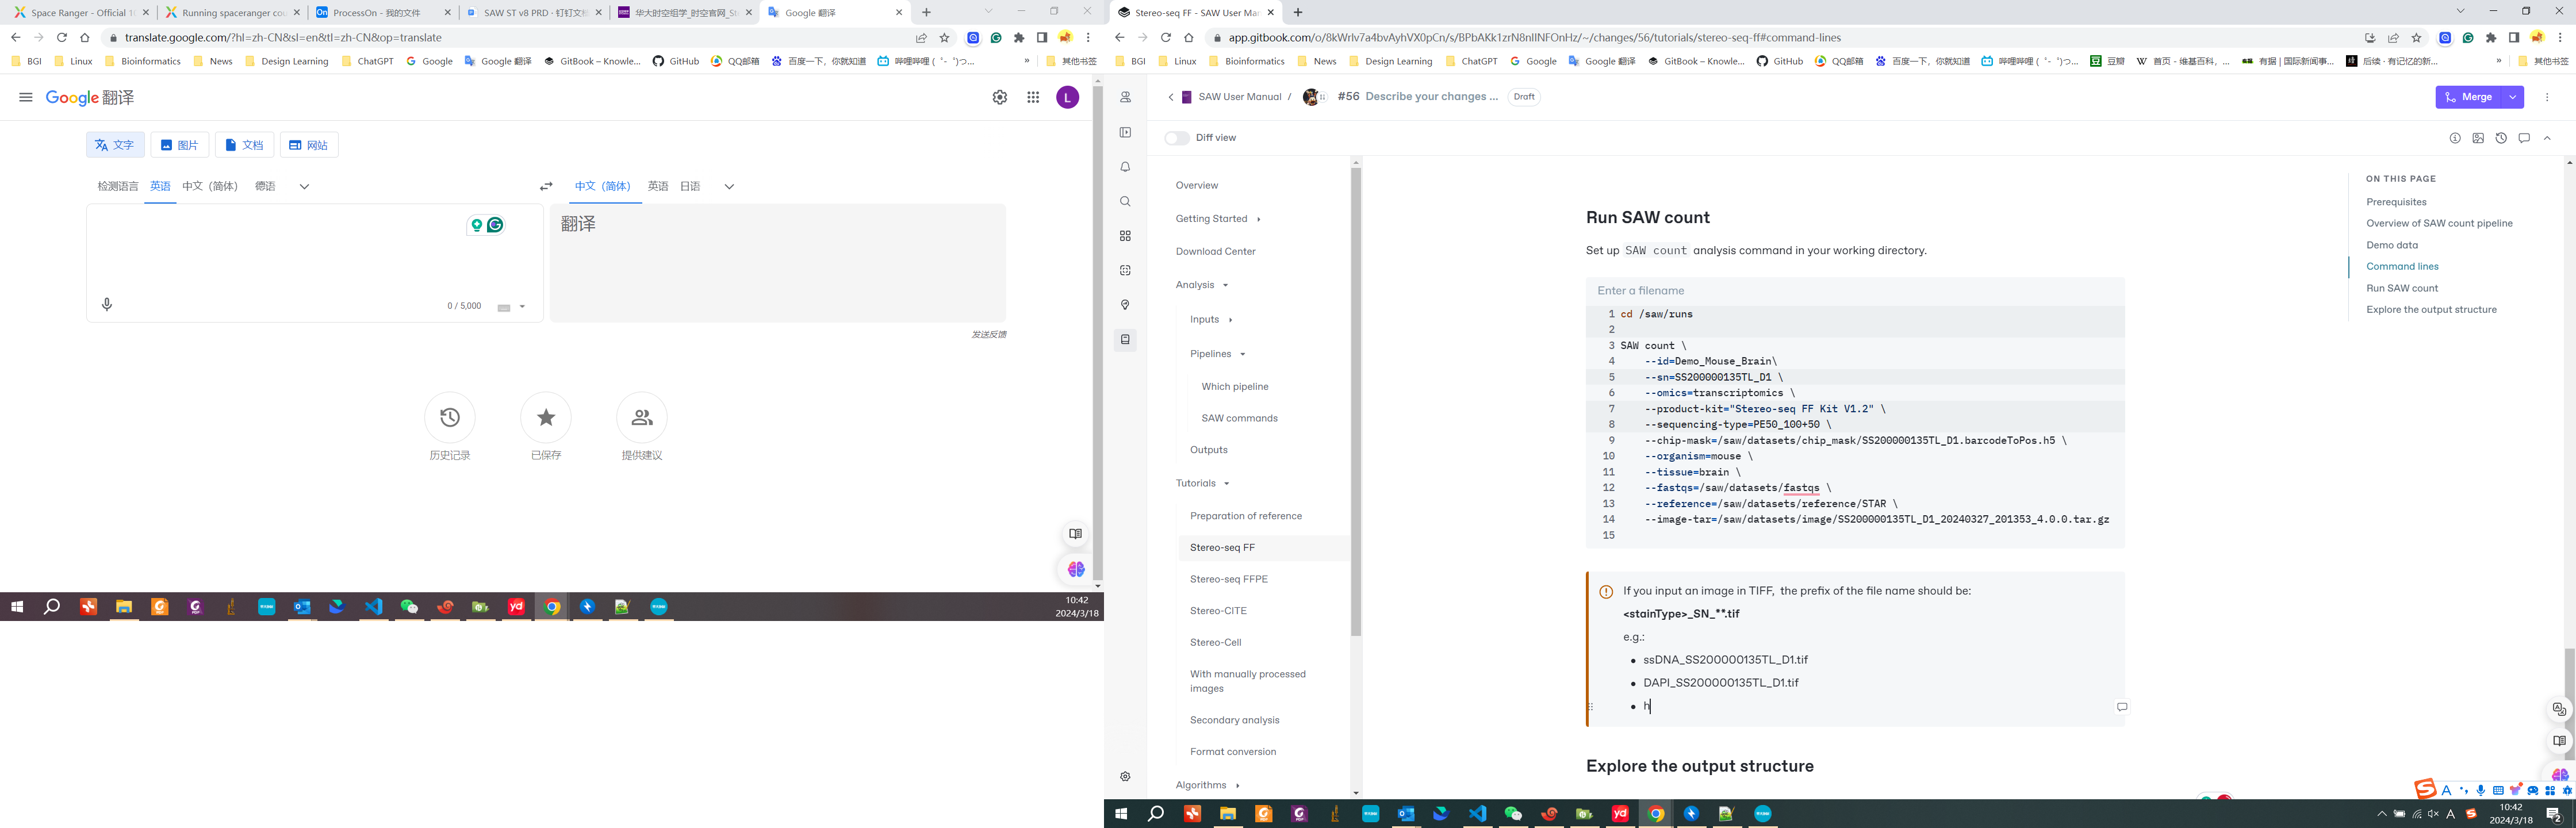 Space Ranger - Official 10
Running spaceranger cou
ProcessOn - 我的文件
SAW ST v8 PRD - 钉钉文档
华大时空组学_时空官网_St
Google 翻译
translate.google.com/?hl=zh-CN&sl=en&tl=zh-CN&op=translate
BGI
Linux
Bioinformatics
News
Design Learning
ChatGPT
Google
Google 翻译
GitBook – Knowle...
GitHub
QQ邮箱
百度一下，你就知道
哔哩哔哩 (゜-゜)つ...
»
其他书签
Google 翻译
L
文字
图片
文档
网站
检测语言
英语
中文（简体）
德语
中文（简体）
英语
日语
翻译
0 / 5,000
发送反馈
历史记录
已保存
提供建议
10:42
2024/3/18
Stereo-seq FF - SAW User Man
app.gitbook.com/o/8kWrlv7a4bvAyhVX0pCn/s/BPbAKk1zrN8nlINFOnHz/~/changes/56/tutorials/stereo-seq-ff#command-lines
BGI
Linux
Bioinformatics
News
Design Learning
ChatGPT
Google
Google 翻译
GitBook – Knowle...
GitHub
QQ邮箱
百度一下，你就知道
哔哩哔哩 (゜-゜)つ...
豆瓣
首页 - 维基百科，...
有据 | 国际新闻事...
后续 · 有记忆的新...
»
其他书签
SAW User Manual /
#56 Describe your changes ...
Draft
Merge
Diff view
Overview
Getting Started
Download Center
Analysis
Inputs
Pipelines
Which pipeline
SAW commands
Outputs
Tutorials
Preparation of reference
Stereo-seq FF
Stereo-seq FFPE
Stereo-CITE
Stereo-Cell
With manually processed
images
Secondary analysis
Format conversion
Algorithms
Run SAW count
Set up SAW count analysis command in your working directory.
Enter a filename
1 cd /saw/runs
2
3 SAW count \
4 --id=Demo_Mouse_Brain\
5 --sn=SS200000135TL_D1 \
6 --omics=transcriptomics \
7 --product-kit="Stereo-seq FF Kit V1.2" \
8 --sequencing-type=PE50_100+50 \
9 --chip-mask=/saw/datasets/chip_mask/SS200000135TL_D1.barcodeToPos.h5 \
10 --organism=mouse \
11 --tissue=brain \
12 --fastqs=/saw/datasets/fastqs \
13 --reference=/saw/datasets/reference/STAR \
14 --image-tar=/saw/datasets/image/SS200000135TL_D1_20240327_201353_4.0.0.tar.gz
15
If you input an image in TIFF, the prefix of the file name should be:
<stainType>_SN_**.tif
e.g.:
• ssDNA_SS200000135TL_D1.tif
• DAPI_SS200000135TL_D1.tif
• h
Explore the output structure
ON THIS PAGE
Prerequisites
Overview of SAW count pipeline
Demo data
Command lines
Run SAW count
Explore the output structure
10:42
2024/3/18